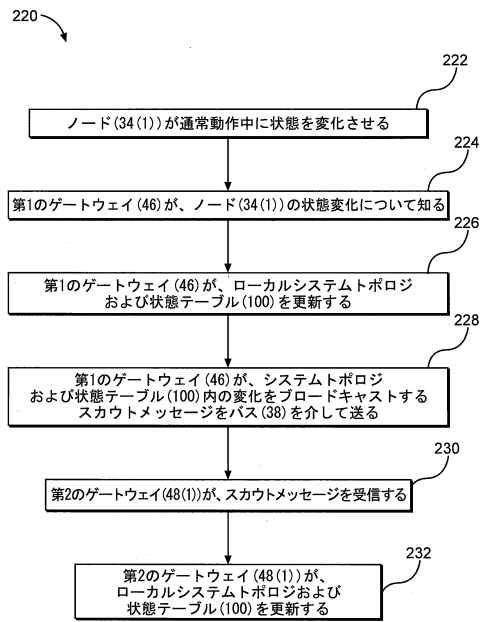 220
222
ノード(34(1))が通常動作中に状態を変化させる
224
第1のゲートウェイ(46)が、ノード(34(1))の状態変化について知る
226
第1のゲートウェイ(46)が、ローカルシステムトポロジ
および状態テーブル(100)を更新する
228
第1のゲートウェイ(46)が、システムトポロジ
および状態テーブル(100)内の変化をブロードキャストする
スカウトメッセージをバス(38)を介して送る
230
第2のゲートウェイ(48(1))が、スカウトメッセージを受信する
232
第2のゲートウェイ(48(1))が、
ローカルシステムトポロジおよび
状態テーブル(100)を更新する